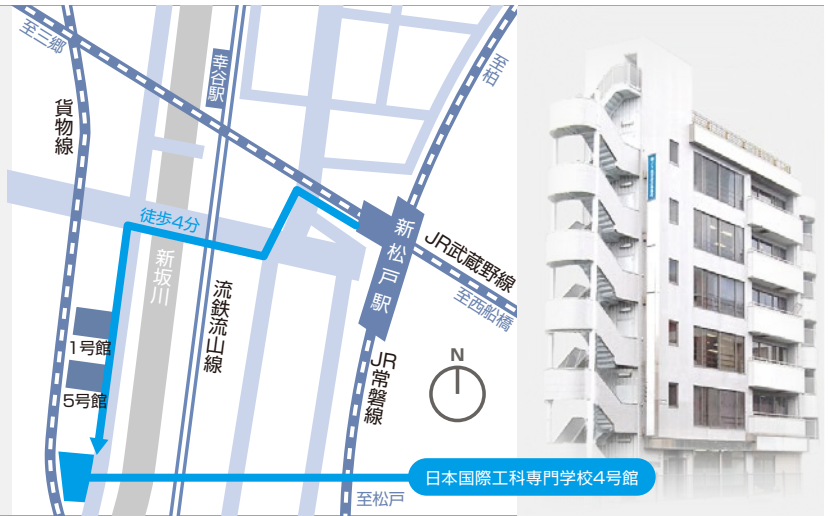 至三郷
幸谷駅
至柏
貨物線
徒歩4分
新松戸駅
JR武蔵野線
至西船橋
新坂川
流鉄流山線
1号館
5号館
JR常磐線
N
日本国際工科専門学校4号館
至松戸